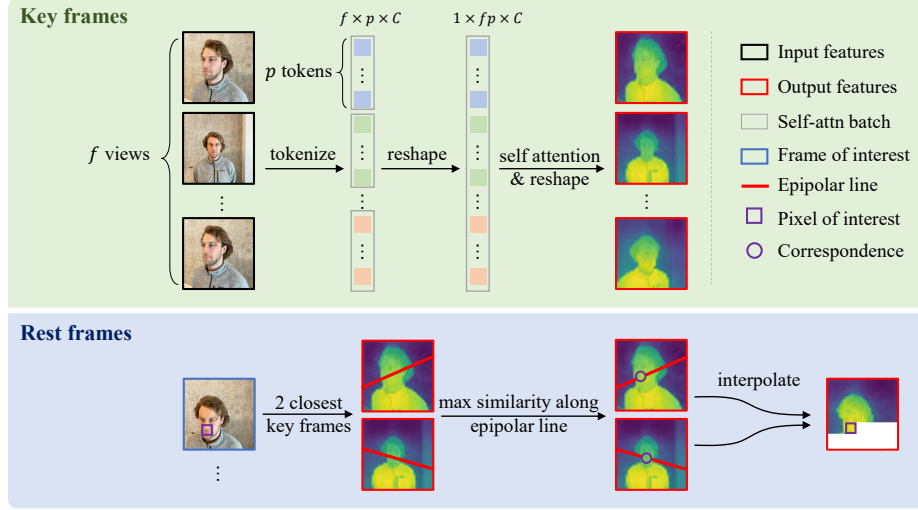 Key frames
f × p × C
1 × fp × C
p tokens
f views
tokenize
reshape
self attention
& reshape
Input features
Output features
Self-attn batch
Frame of interest
Epipolar line
Pixel of interest
Correspondence
Rest frames
2 closest
key frames
max similarity along
epipolar line
interpolate